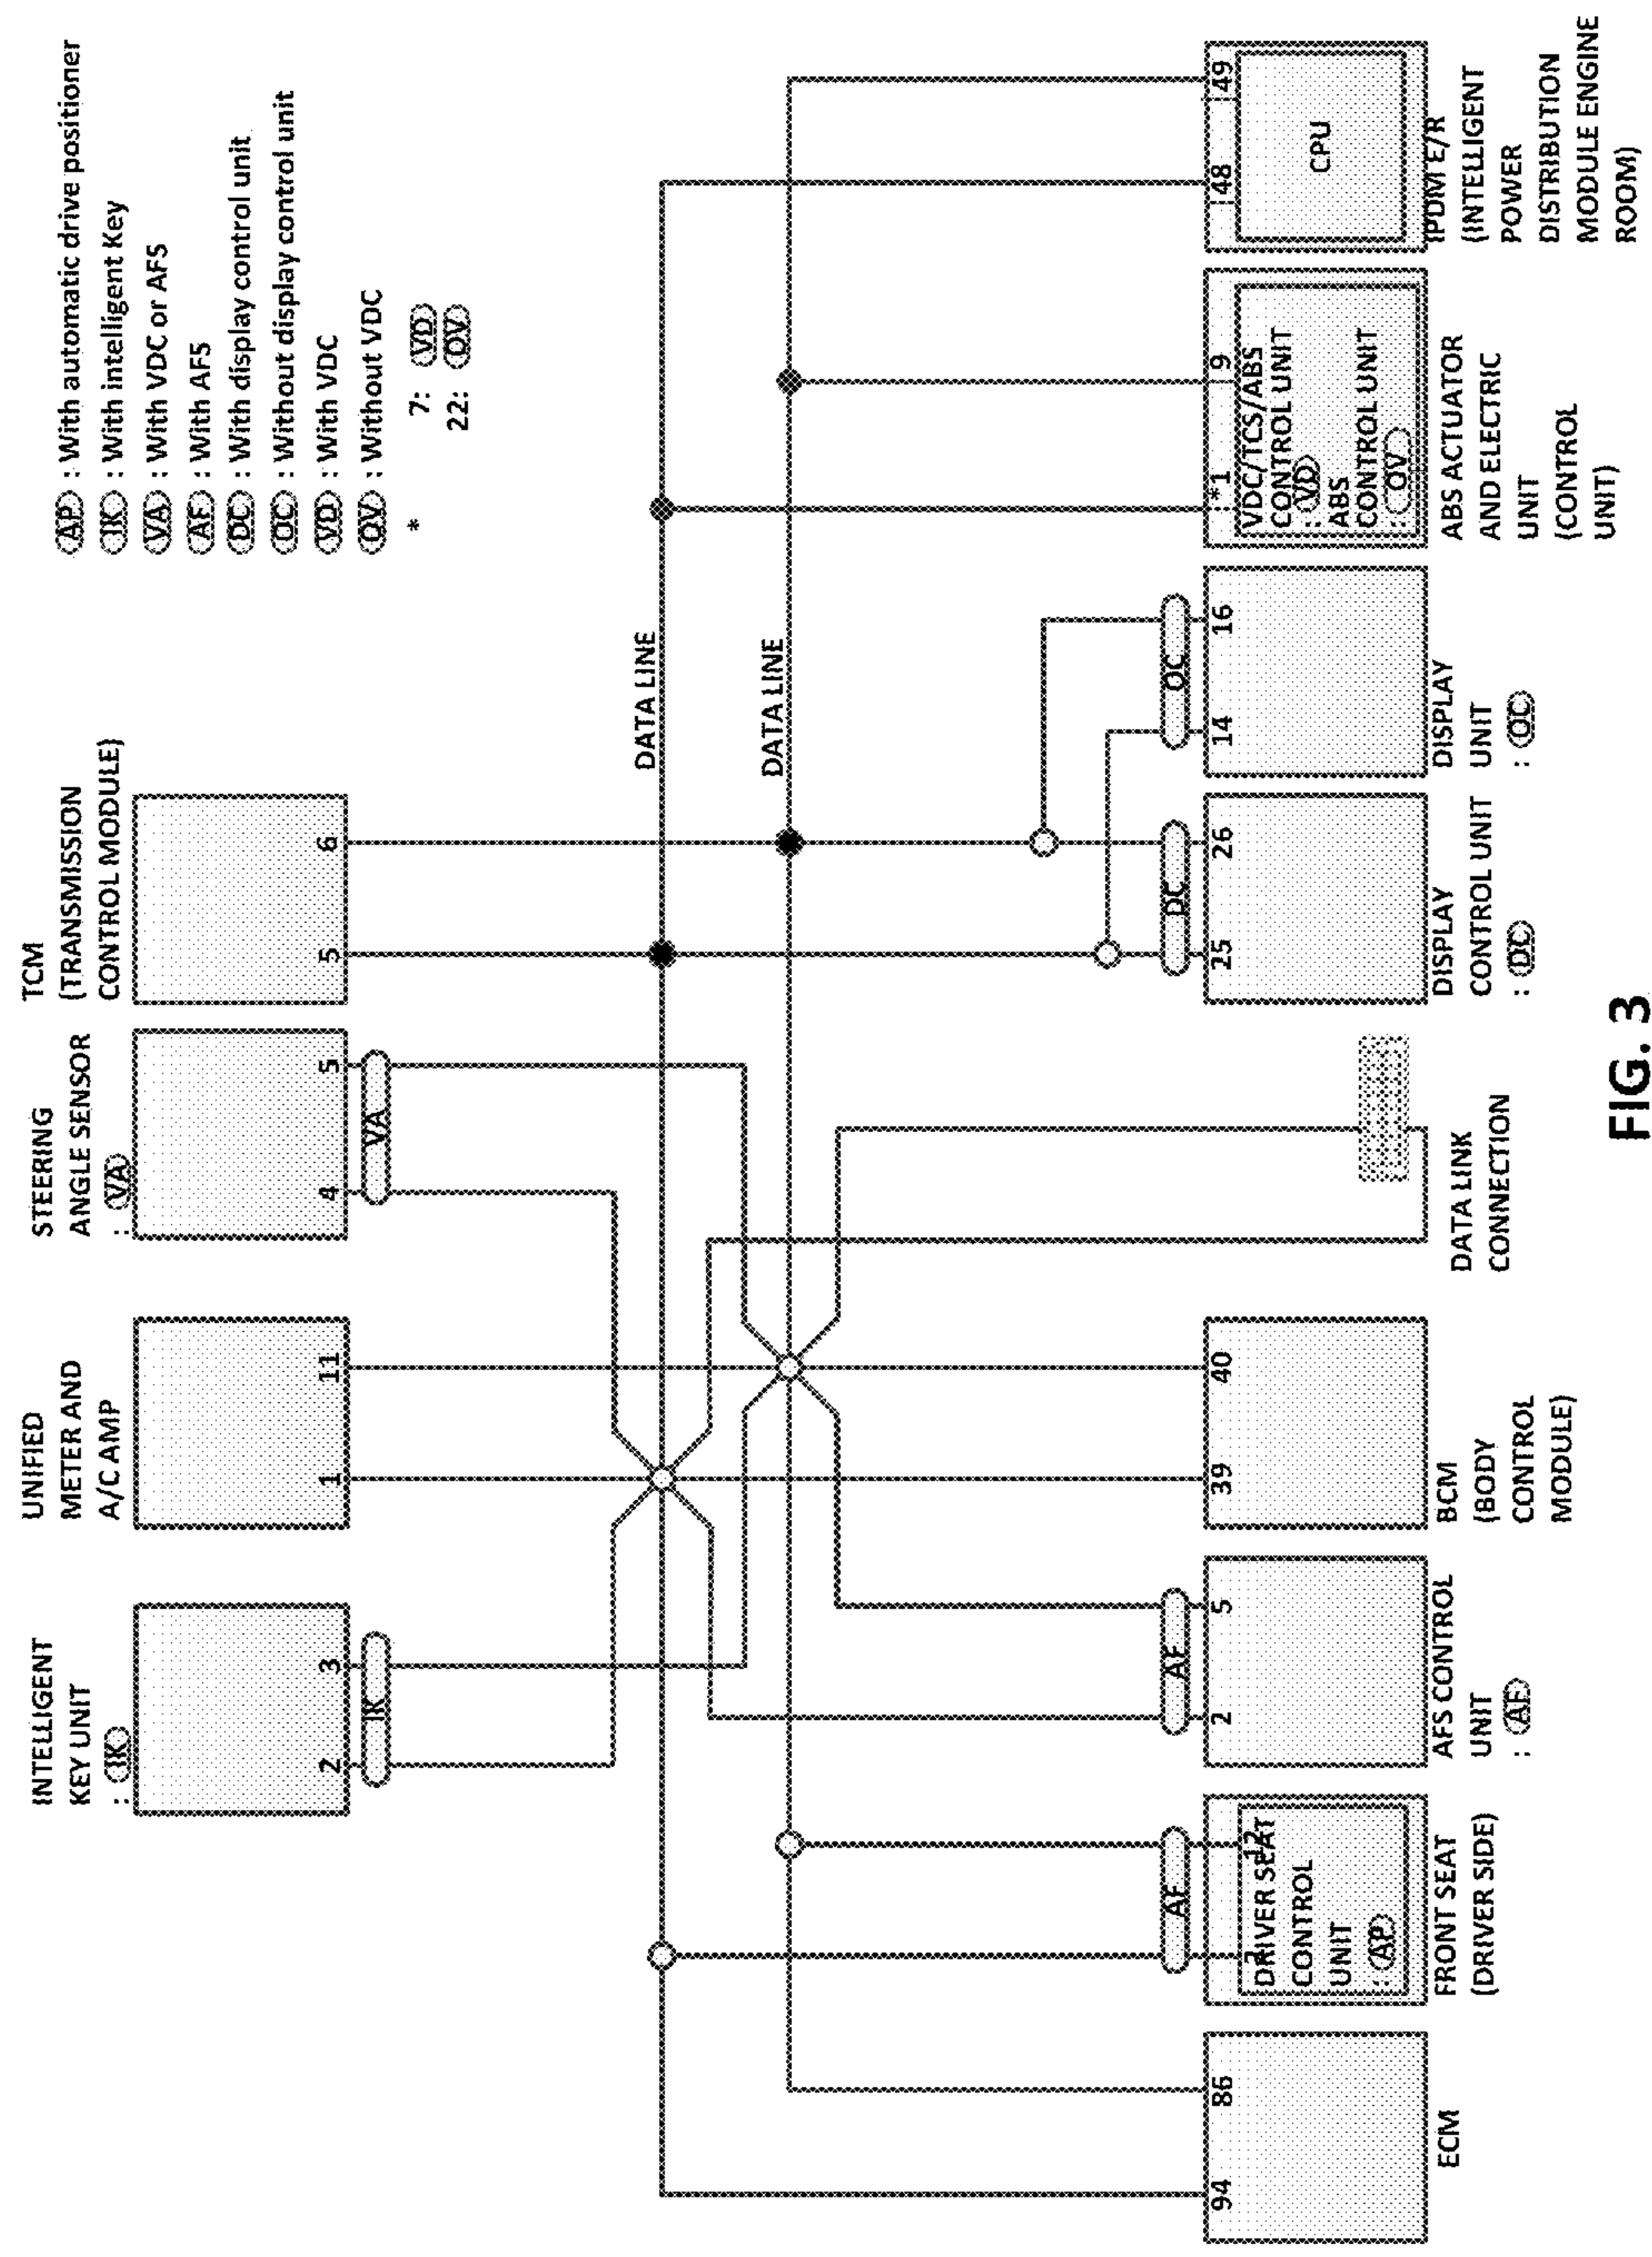 INTELLIGENT
KEY UNIT
: IK
2
3
IK
UNIFIED
METER AND
A/C AMP
1
11
STEERING
ANGLE SENSOR
: VA
4
5
VA
TCM
(TRANSMISSION
CONTROL MODULE)
5
6
AP : With automatic drive positioner
IK : With intelligent Key
VA : With VDC or AFS
AF : With AFS
DC : With display control unit
OC : Without display control unit
VD : With VDC
OV : Without VDC
* 7: VD
22: OV
DATA LINE
DATA LINE
94
86
ECM
AF
12
DRIVER SEAT
CONTROL
UNIT
: AP
FRONT SEAT
(DRIVER SIDE)
AF
2
5
AFS CONTROL
UNIT
: AF
39
40
BCM
(BODY
CONTROL
MODULE)
DATA LINK
CONNECTION
DC
25
26
DISPLAY
CONTROL UNIT
: DC
OC
14
16
DISPLAY
UNIT
: OC
*1
9
VDC/TCS/ABS
CONTROL UNIT
: VD
ABS
CONTROL UNIT
: OV
ABS ACTUATOR
AND ELECTRIC
UNIT
(CONTROL
UNIT)
48
49
CPU
IPDM E/R
(INTELLIGENT
POWER
DISTRIBUTION
MODULE ENGINE
ROOM)
FIG. 3